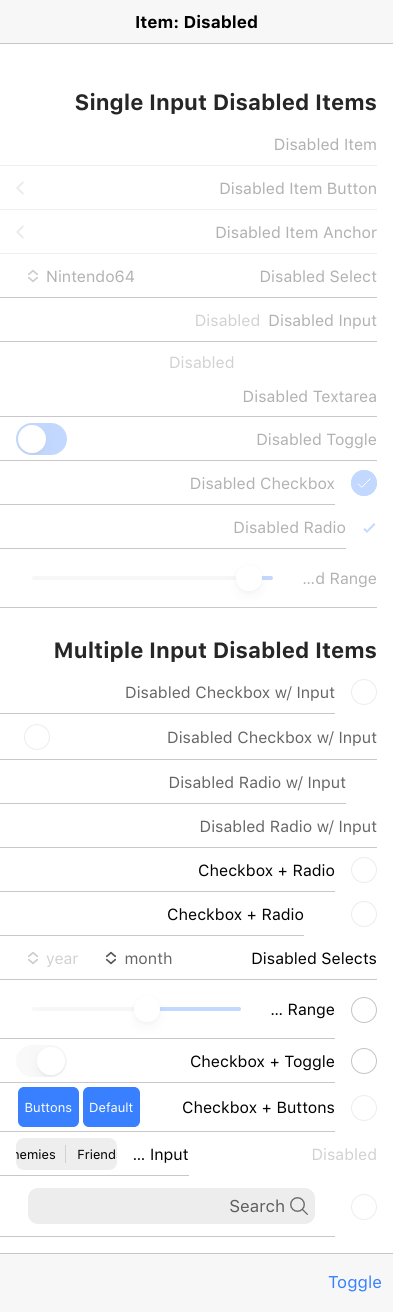 Item: Disabled
Single Input Disabled Items
Disabled Item
Disabled Item Button
Disabled Item Anchor
Disabled Select Nintendo64
Disabled Input Disabled
Disabled
Disabled Textarea
Disabled Toggle
Disabled Checkbox
Disabled Radio
...d Range
Multiple Input Disabled Items
Disabled Checkbox w/ Input
Disabled Checkbox w/ Input
Disabled Radio w/ Input
Disabled Radio w/ Input
Checkbox + Radio
Checkbox + Radio
Disabled Selects month year
... Range
Checkbox + Toggle
Checkbox + Buttons Default Buttons
Disabled ... Input Friend nemies
Search
Toggle